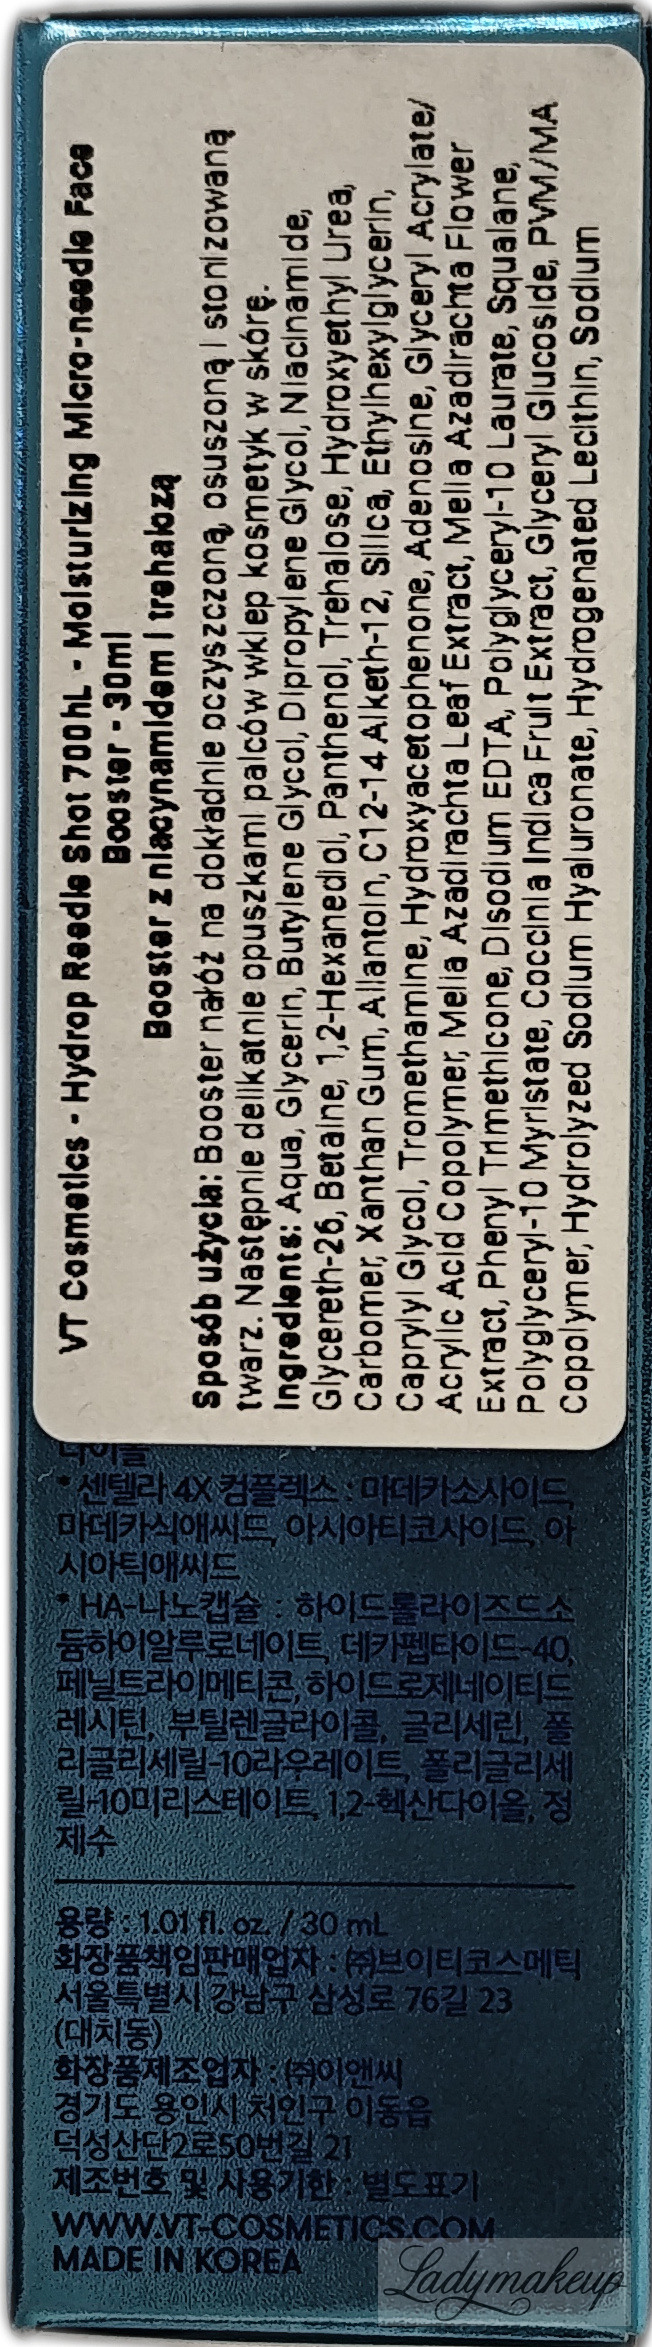 VT Cosmetics - Hydrop Reedle Shot 700hL - Moisturizing Micro-needle Face
Booster - 30ml
Booster z niacynamidem i trehalozą
Sposób użycia: Booster nałóż na dokładnie oczyszczoną, osuszoną i stonizowaną
twarz. Następnie delikatnie opuszkami palców wklep kosmetyk w skórę.
Ingredients: Aqua, Glycerin, Butylene Glycol, Dipropylene Glycol, Niacinamide,
Glycereth-26, Betaine, 1,2-Hexanediol, Panthenol, Trehalose, Hydroxyethyl Urea,
Carbomer, Xanthan Gum, Allantoin, C12-14 Alketh-12, Silica, Ethylhexylglycerin,
Caprylyl Glycol, Tromethamine, Hydroxyacetophenone, Adenosine, Glyceryl Acrylate/
Acrylic Acid Copolymer, Melia Azadirachta Leaf Extract, Melia Azadirachta Flower
Extract, Phenyl Trimethicone, Disodium EDTA, Polyglyceryl-10 Laurate, Squalane,
Polyglyceryl-10 Myristate, Coccinia Indica Fruit Extract, Glyceryl Glucoside, PVM/MA
Copolymer, Hydrolyzed Sodium Hyaluronate, Hydrogenated Lecithin, Sodium
다이올
* 센텔라 4X 컴플렉스 : 마데카소사이드,
마데카식애씨드, 아시아티코사이드, 아
시아틱애씨드
* HA-나노캡슐 : 하이드롤라이즈드소
듐하이알루로네이트, 데카펩타이드-40,
페닐트라이메티콘, 하이드로제네이티드
레시틴, 부틸렌글라이콜, 글리세린, 폴
리글리세릴-10라우레이트, 폴리글리세
릴-10미리스테이트, 1,2-헥산다이올, 정
제수
용량 : 1.01 fl. oz. / 30 mL
화장품책임판매업자 : ㈜브이티코스메틱
서울특별시 강남구 삼성로 76길 23
(대치동)
화장품제조업자 : ㈜이앤씨
경기도 용인시 처인구 이동읍
덕성산단2로50번길 21
제조번호 및 사용기한 : 별도표기
WWW.VT-COSMETICS.COM
MADE IN KOREA
Ladymakeup